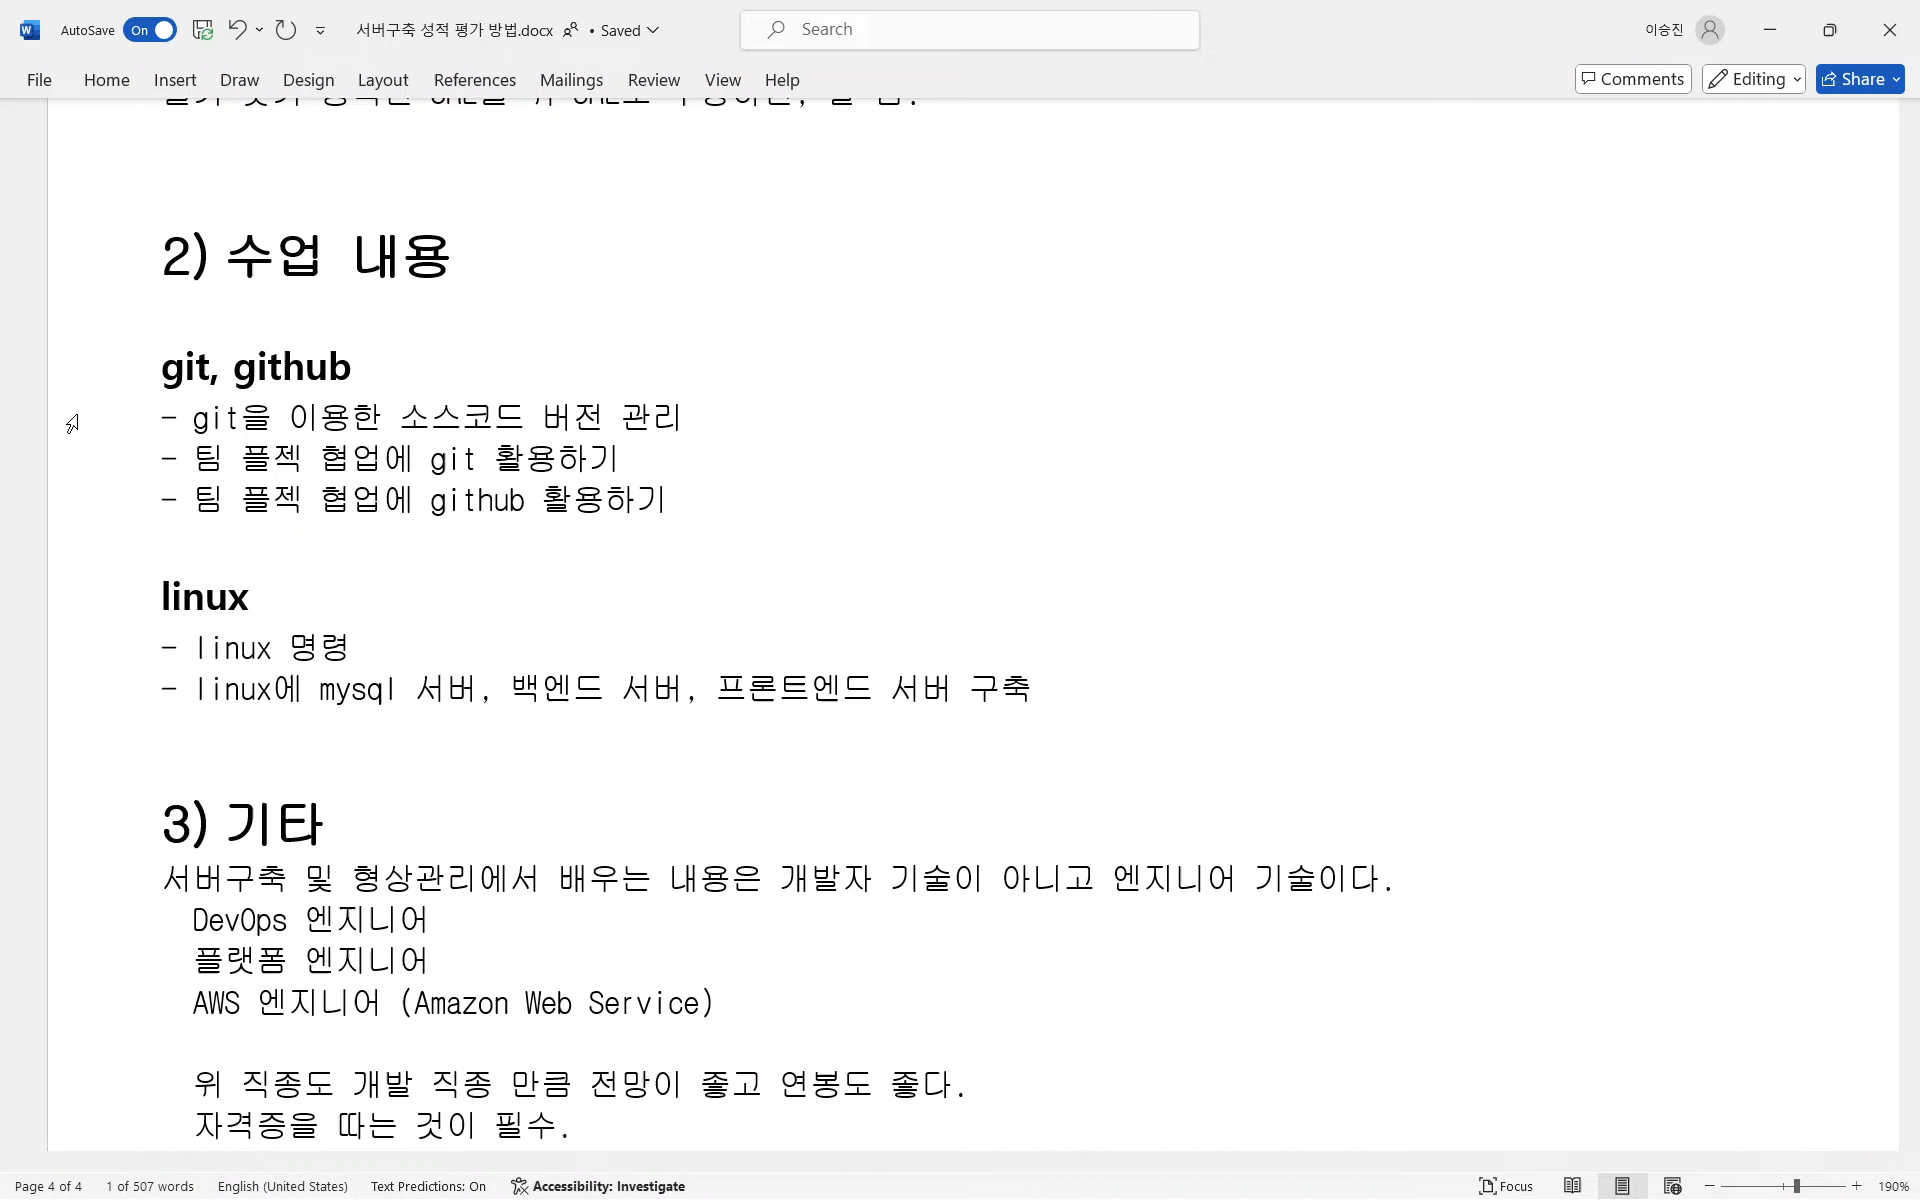 AutoSave On 서버구축 성적 평가 방법.docx • Saved Search 이승진
File Home Insert Draw Design Layout References Mailings Review View Help Comments Editing Share
2) 수업 내용
git, github
- git을 이용한 소스코드 버전 관리
- 팀 플젝 협업에 git 활용하기
- 팀 플젝 협업에 github 활용하기
linux
- linux 명령
- linux에 mysql 서버, 백엔드 서버, 프론트엔드 서버 구축
3) 기타
서버구축 및 형상관리에서 배우는 내용은 개발자 기술이 아니고 엔지니어 기술이다.
DevOps 엔지니어
플랫폼 엔지니어
AWS 엔지니어 (Amazon Web Service)
위 직종도 개발 직종 만큼 전망이 좋고 연봉도 좋다.
자격증을 따는 것이 필수.
Page 4 of 4 1 of 507 words English (United States) Text Predictions: On Accessibility: Investigate Focus 190%